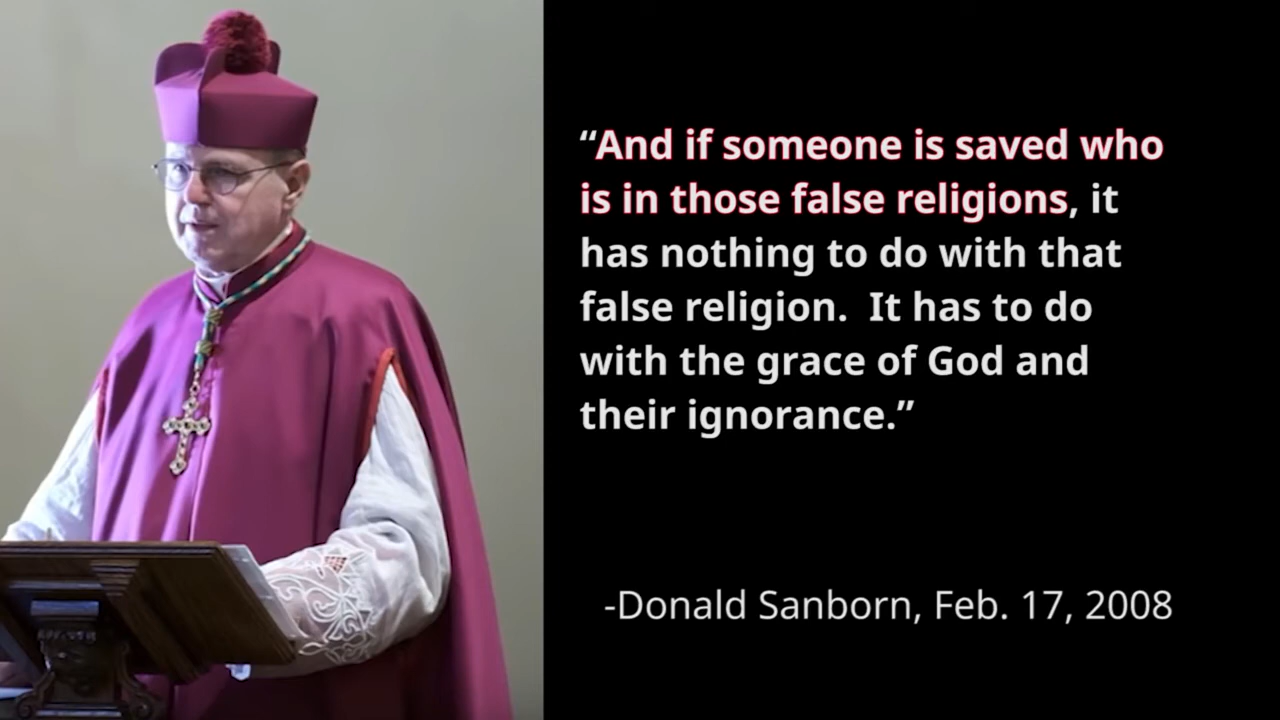 “And if someone is saved who
is in those false religions, it
has nothing to do with that
false religion.  It has to do
with the grace of God and
their ignorance.”
-Donald Sanborn, Feb. 17, 2008